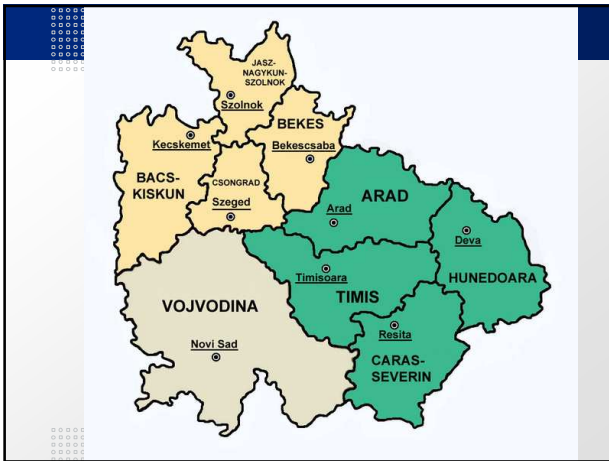 JASZ-
NAGYKUN-
SZOLNOK
Szolnok
BEKES
Kecskemet
Bekescsaba
BACS-
KISKUN
CSONGRAD
Szeged
ARAD
Arad
Deva
HUNEDOARA
Timisoara
TIMIS
VOJVODINA
Resita
Novi Sad
CARAS-
SEVERIN